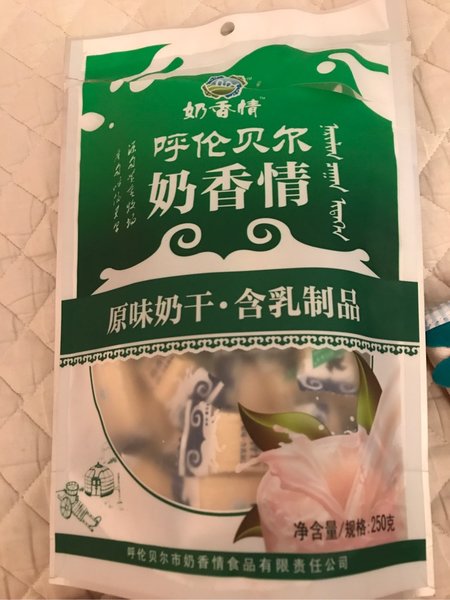 奶香情
TM
呼伦贝尔
奶香情
原味奶干·含乳制品
净含量/规格:250克
呼伦贝尔市奶香情食品有限责任公司